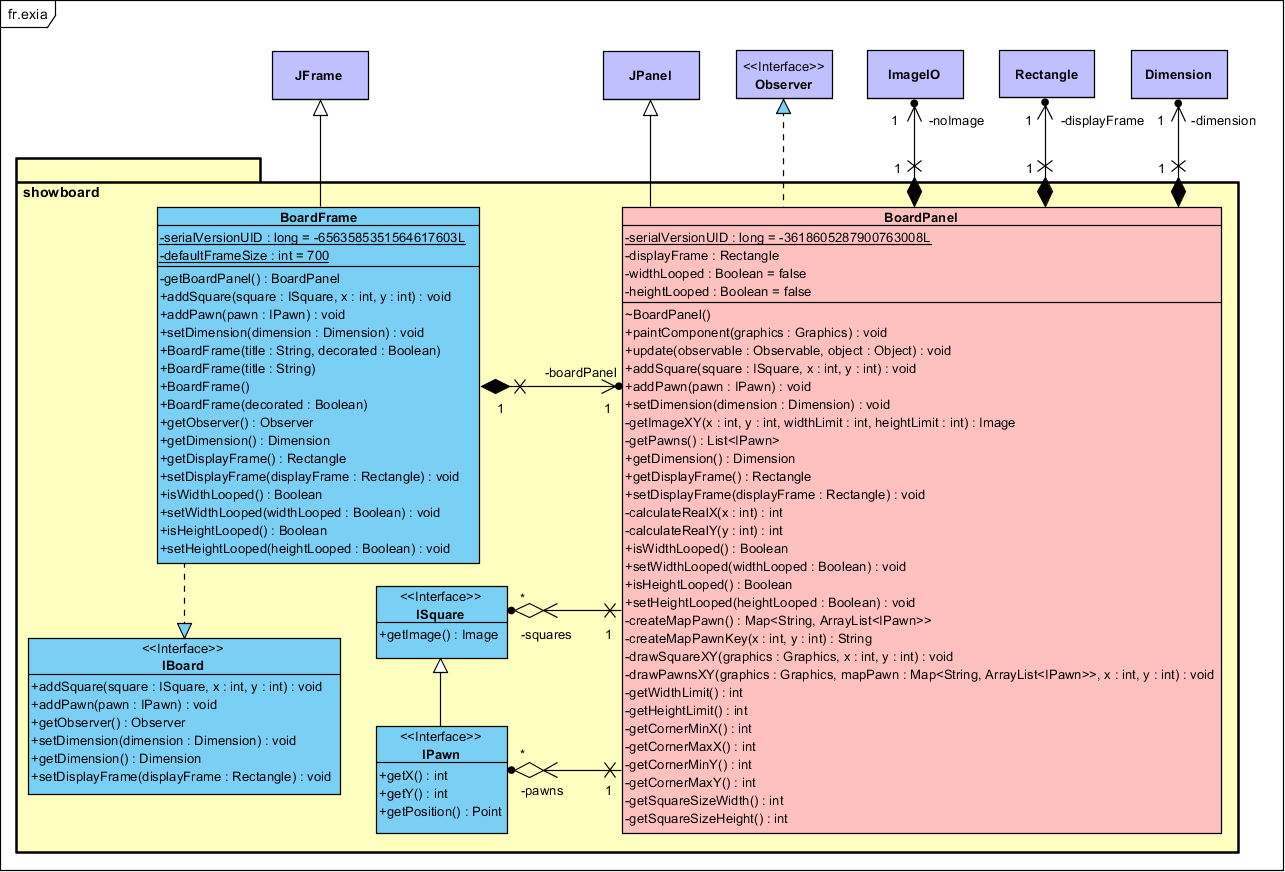 fr.exia
JFrame
JPanel
<<Interface>>
Observer
ImageIO
Rectangle
Dimension
1
-noImage
1
-displayFrame
1
-dimension
1
1
1
showboard
BoardFrame
-serialVersionUID : long = -6563585351564617603L
-defaultFrameSize : int = 700
-getBoardPanel() : BoardPanel
+addSquare(square : ISquare, x : int, y : int) : void
+addPawn(pawn : IPawn) : void
+setDimension(dimension : Dimension) : void
+BoardFrame(title : String, decorated : Boolean)
+BoardFrame(title : String)
+BoardFrame()
+BoardFrame(decorated : Boolean)
+getObserver() : Observer
+getDimension() : Dimension
+getDisplayFrame() : Rectangle
+setDisplayFrame(displayFrame : Rectangle) : void
+isWidthLooped() : Boolean
+setWidthLooped(widthLooped : Boolean) : void
+isHeightLooped() : Boolean
+setHeightLooped(heightLooped : Boolean) : void
-boardPanel
1
1
BoardPanel
-serialVersionUID : long = -3618605287900763008L
-displayFrame : Rectangle
-widthLooped : Boolean = false
-heightLooped : Boolean = false
~BoardPanel()
+paintComponent(graphics : Graphics) : void
+update(observable : Observable, object : Object) : void
+addSquare(square : ISquare, x : int, y : int) : void
+addPawn(pawn : IPawn) : void
+setDimension(dimension : Dimension) : void
-getImageXY(x : int, y : int, widthLimit : int, heightLimit : int) : Image
-getPawns() : List<IPawn>
+getDimension() : Dimension
+getDisplayFrame() : Rectangle
+setDisplayFrame(displayFrame : Rectangle) : void
-calculateRealX(x : int) : int
-calculateRealY(y : int) : int
+isWidthLooped() : Boolean
+setWidthLooped(widthLooped : Boolean) : void
+isHeightLooped() : Boolean
+setHeightLooped(heightLooped : Boolean) : void
-createMapPawn() : Map<String, ArrayList<IPawn>>
-createMapPawnKey(x : int, y : int) : String
-drawSquareXY(graphics : Graphics, x : int, y : int) : void
-drawPawnsXY(graphics : Graphics, mapPawn : Map<String, ArrayList<IPawn>>, x : int, y : int) : void
-getWidthLimit() : int
-getHeightLimit() : int
-getCornerMinX() : int
-getCornerMaxX() : int
-getCornerMinY() : int
-getCornerMaxY() : int
-getSquareSizeWidth() : int
-getSquareSizeHeight() : int
<<Interface>>
ISquare
+getImage() : Image
*
-squares
1
<<Interface>>
IBoard
+addSquare(square : ISquare, x : int, y : int) : void
+addPawn(pawn : IPawn) : void
+getObserver() : Observer
+setDimension(dimension : Dimension) : void
+getDimension() : Dimension
+setDisplayFrame(displayFrame : Rectangle) : void
<<Interface>>
IPawn
+getX() : int
+getY() : int
+getPosition() : Point
*
-pawns
1